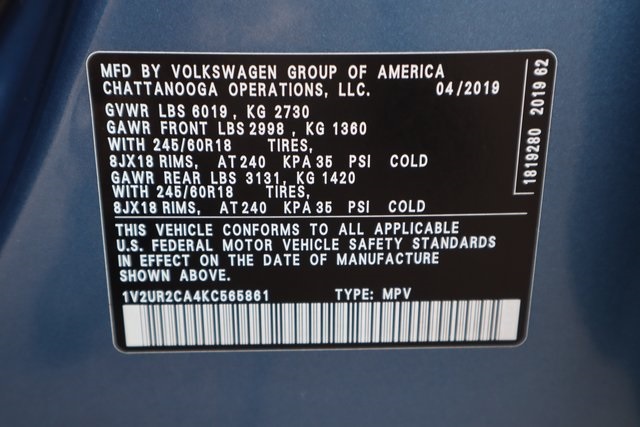 MFD BY VOLKSWAGEN GROUP OF AMERICA
CHATTANOOGA OPERATIONS, LLC. 04/2019
GVWR LBS 6019, KG 2730
GAWR FRONT LBS 2998, KG 1360
WITH 245/60R18 TIRES,
8JX18 RIMS, AT 240 KPA 35 PSI COLD
GAWR REAR LBS 3131, KG 1420
WITH 245/60R18 TIRES,
8JX18 RIMS, AT 240 KPA 35 PSI COLD
THIS VEHICLE CONFORMS TO ALL APPLICABLE
U.S. FEDERAL MOTOR VEHICLE SAFETY STANDARDS
IN EFFECT ON THE DATE OF MANUFACTURE
SHOWN ABOVE.
1V2UR2CA4KC565861 TYPE: MPV
1819280 2019 62